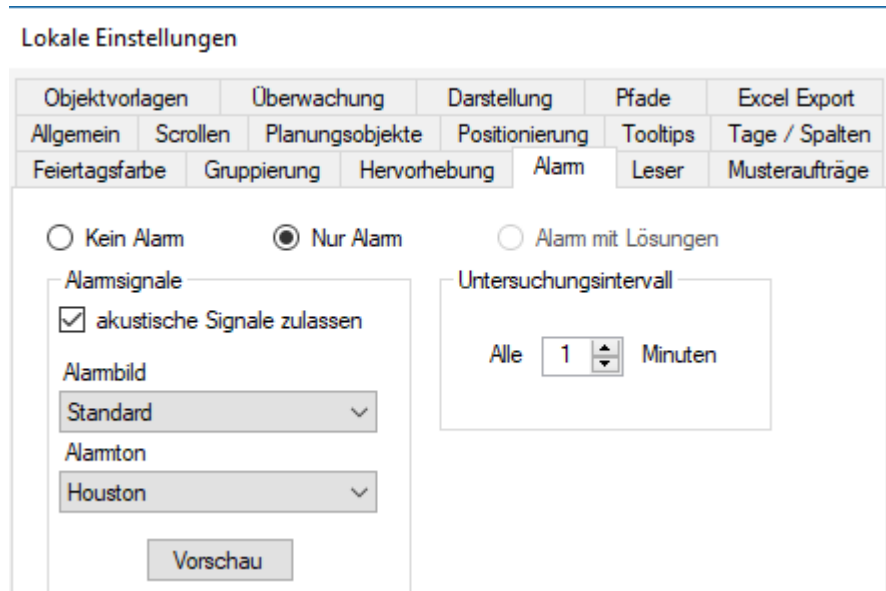 Lokale Einstellungen
Objektvorlagen Überwachung Darstellung Pfade Excel Export
Allgemein Scrollen Planungsobjekte Positionierung Tooltips Tage / Spalten
Feiertagsfarbe Gruppierung Hervorhebung Alarm Leser Musteraufträge
Kein Alarm Nur Alarm Alarm mit Lösungen
Alarmsignale Untersuchungsintervall
akustische Signale zulassen
Alle 1 Minuten
Alarmbild
Standard
Alarmton
Houston
Vorschau